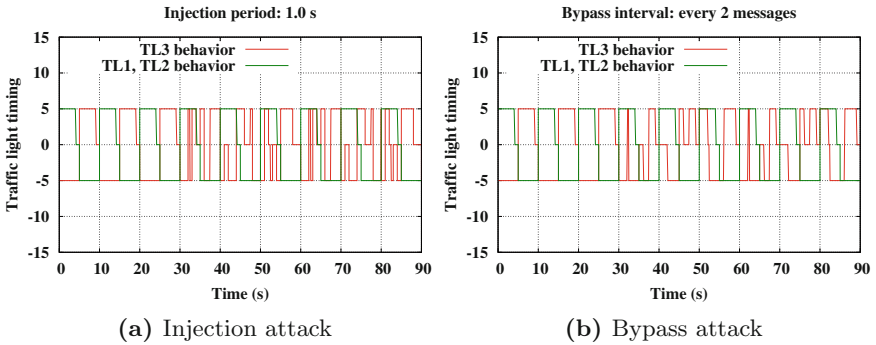 Injection period: 1.0 s
TL3 behavior
TL1, TL2 behavior
Traffic light timing
15
10
5
0
-5
-10
-15
0 10 20 30 40 50 60 70 80 90
Time (s)
(a) Injection attack
Bypass interval: every 2 messages
TL3 behavior
TL1, TL2 behavior
Traffic light timing
15
10
5
0
-5
-10
-15
0 10 20 30 40 50 60 70 80 90
Time (s)
(b) Bypass attack